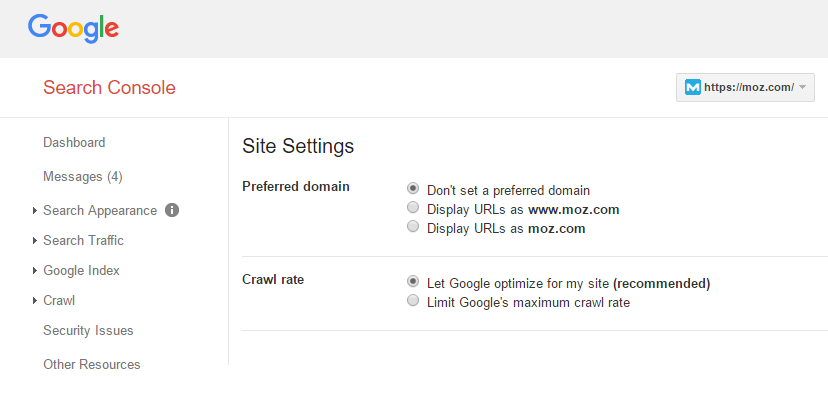 Google
Search Console
https://moz.com/
Dashboard
Messages (4)
Search Appearance
Search Traffic
Google Index
Crawl
Security Issues
Other Resources
Site Settings
Preferred domain
Don't set a preferred domain
Display URLs as www.moz.com
Display URLs as moz.com
Crawl rate
Let Google optimize for my site (recommended)
Limit Google's maximum crawl rate